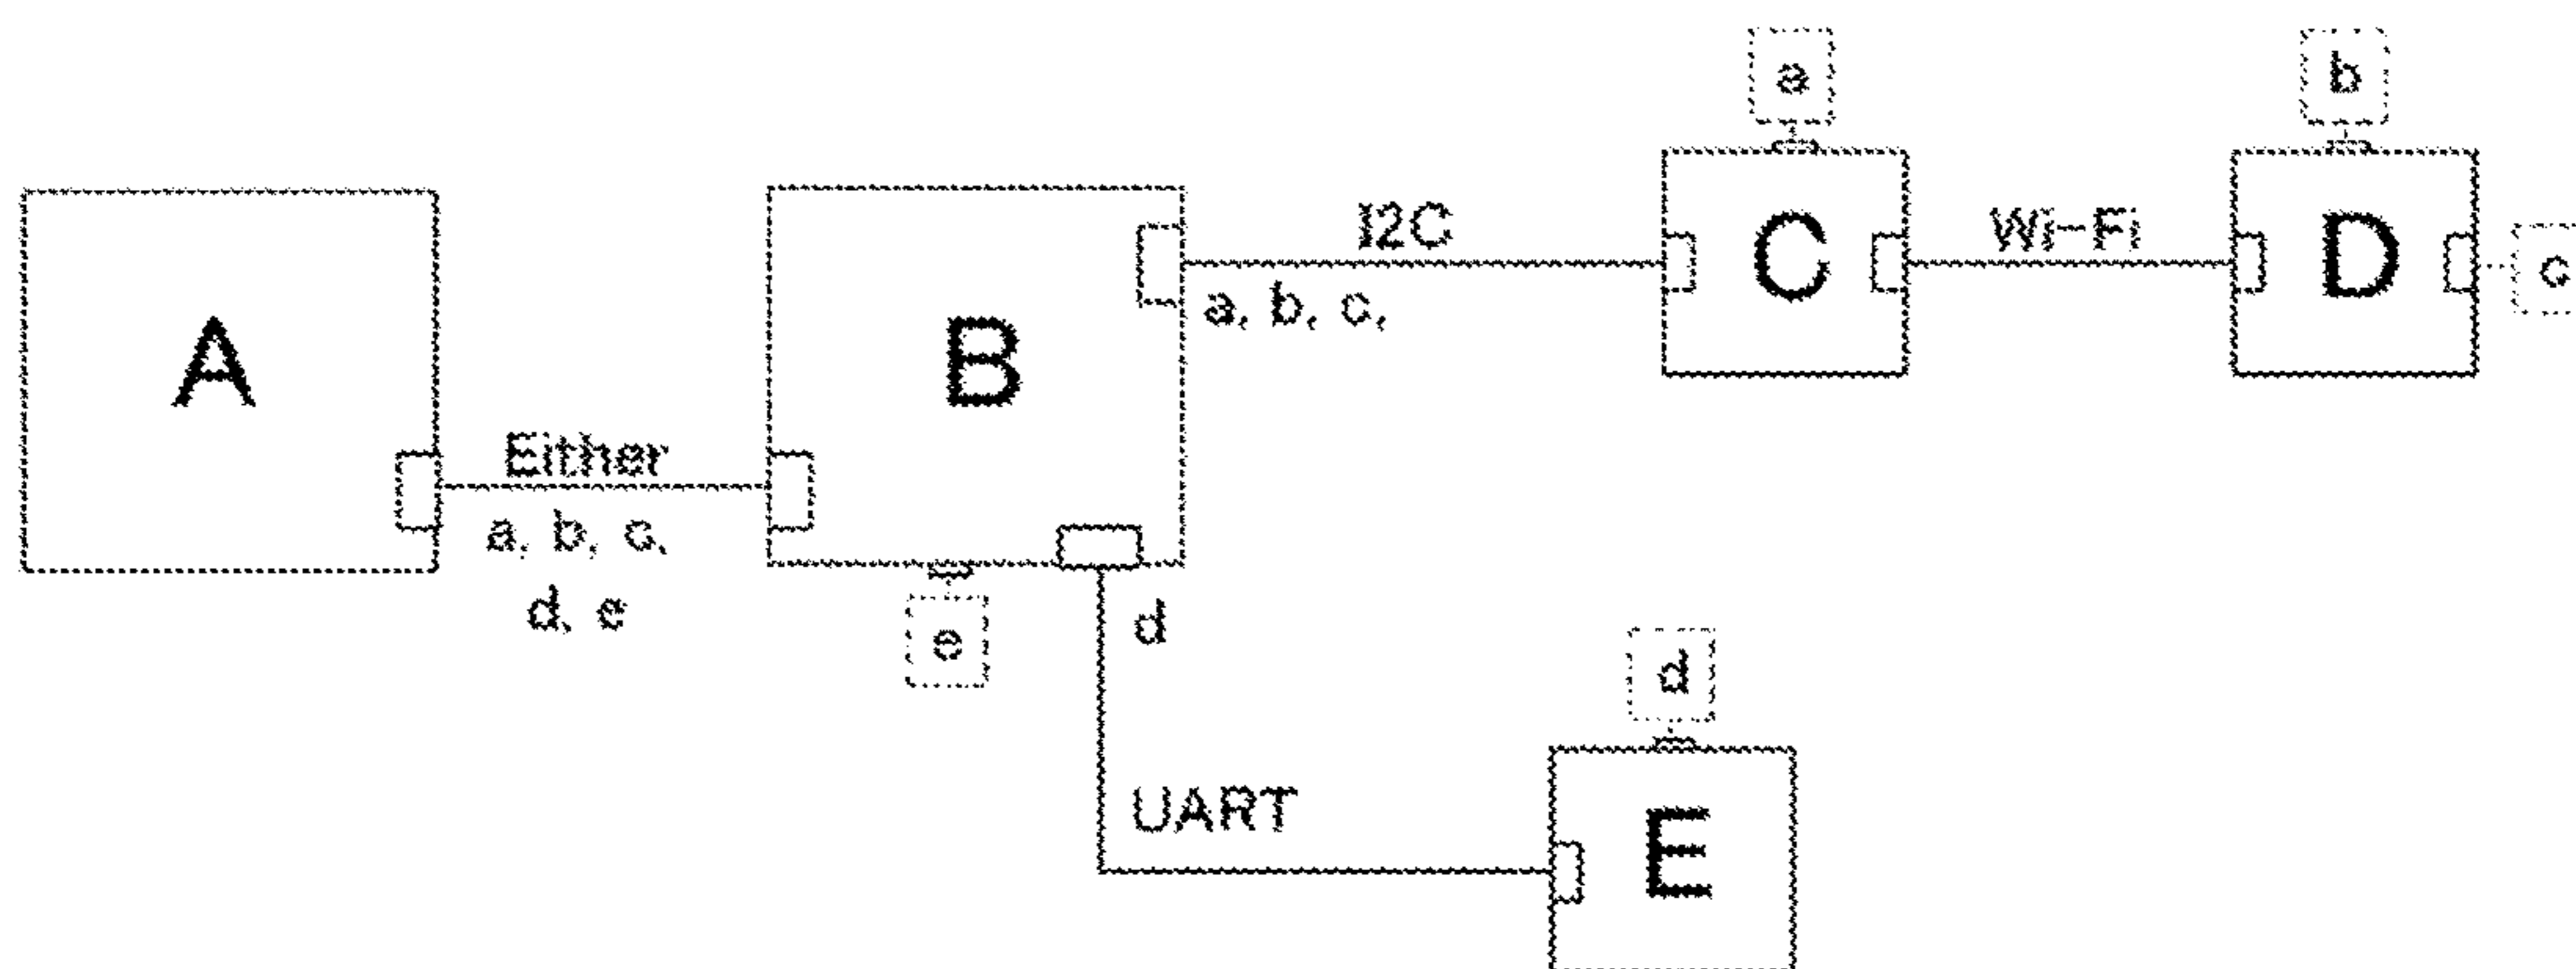 a
b
I2C
Wi-Fi
C
D
c
a, b, c,
A
B
Either
a, b, c,
d, e
e
d
d
UART
E